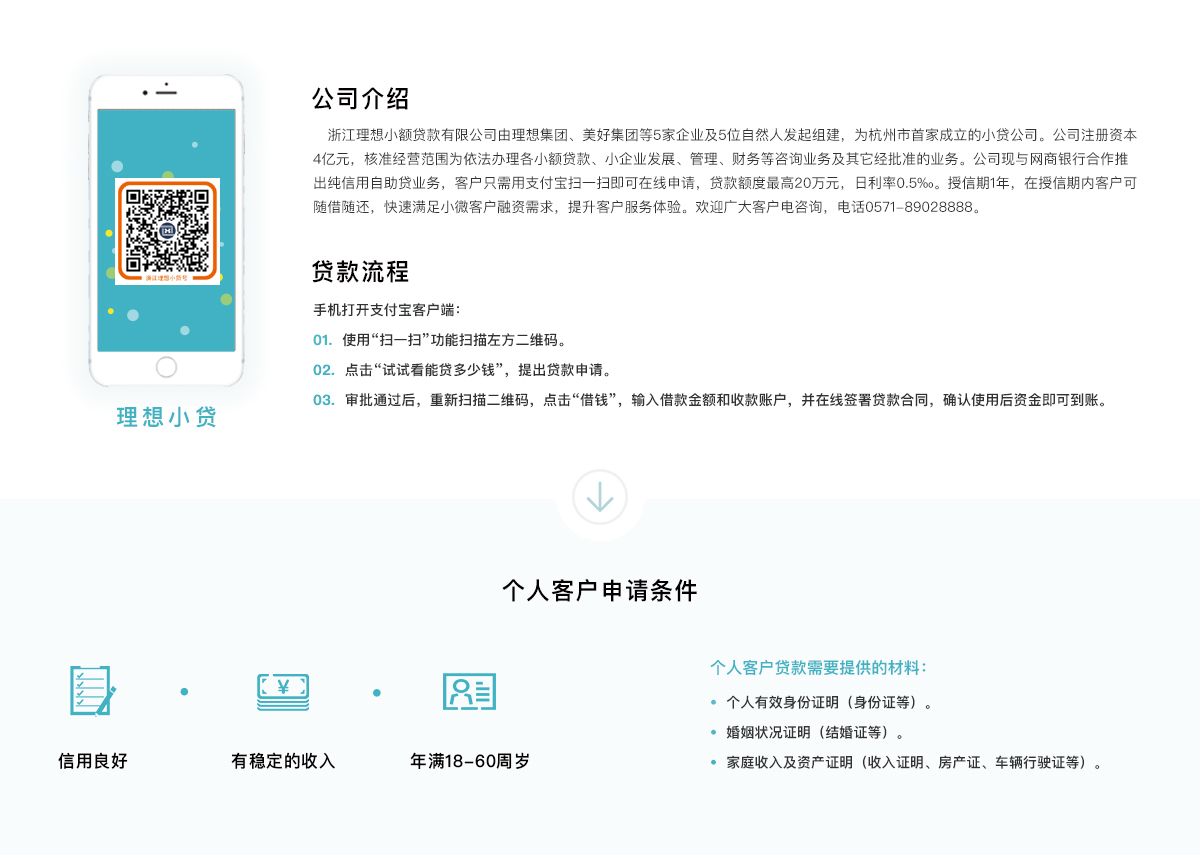 公司介绍
浙江理想小额贷款有限公司由理想集团、美好集团等5家企业及5位自然人发起组建，为杭州市首家成立的小贷公司。公司注册资本
4亿元，核准经营范围为依法办理各小额贷款、小企业发展、管理、财务等咨询业务及其它经批准的业务。公司现与网商银行合作推
出纯信用自助贷业务，客户只需用支付宝扫一扫即可在线申请，贷款额度最高20万元，日利率0.5‰。授信期1年，在授信期内客户可
随借随还，快速满足小微客户融资需求，提升客户服务体验。欢迎广大客户电咨询，电话0571-89028888。
浙江理想小贷号
理想小贷
贷款流程
手机打开支付宝客户端：
01. 使用“扫一扫”功能扫描左方二维码。
02. 点击“试试看能贷多少钱”，提出贷款申请。
03. 审批通过后，重新扫描二维码，点击“借钱”，输入借款金额和收款账户，并在线签署贷款合同，确认使用后资金即可到账。
个人客户申请条件
信用良好
¥
有稳定的收入
年满18-60周岁
个人客户贷款需要提供的材料：
• 个人有效身份证明（身份证等）。
• 婚姻状况证明（结婚证等）。
• 家庭收入及资产证明（收入证明、房产证、车辆行驶证等）。